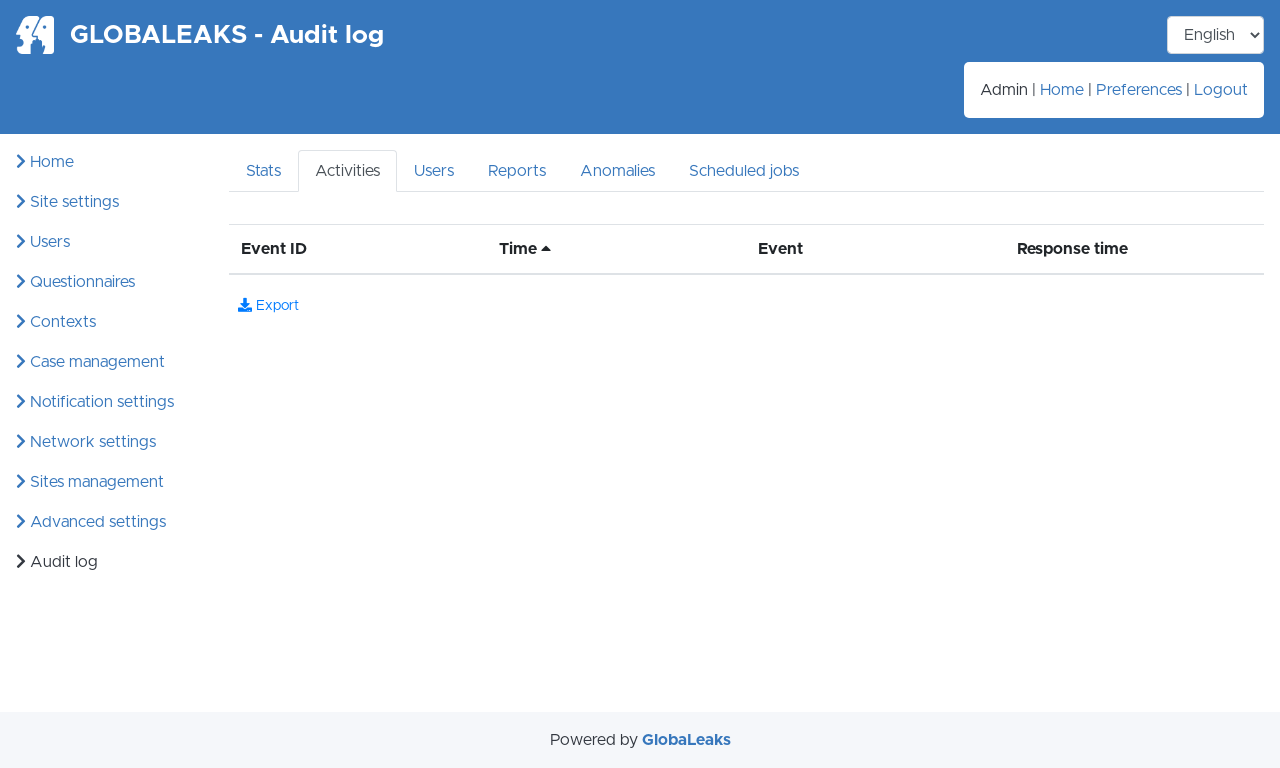 GLOBALEAKS - Audit log
English
Admin | Home | Preferences | Logout
Home
Site settings
Users
Questionnaires
Contexts
Case management
Notification settings
Network settings
Sites management
Advanced settings
Audit log
Stats Activities Users Reports Anomalies Scheduled jobs
Event ID Time Event Response time
Export
Powered by GlobaLeaks